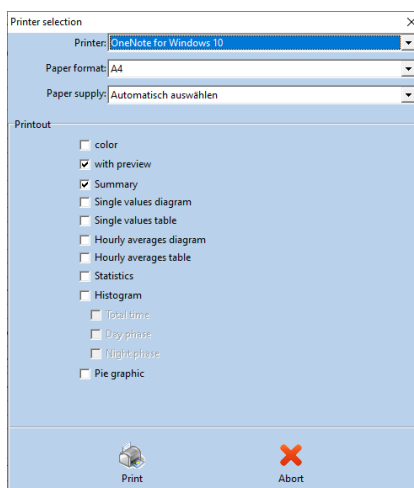 Printer selection
Printer: OneNote for Windows 10
Paper format: A4
Paper supply: Automatisch auswählen
Printout
color
with preview
Summary
Single values diagram
Single values table
Hourly averages diagram
Hourly averages table
Statistics
Histogram
Total time
Day phase
Night phase
Pie graphic
Print Abort